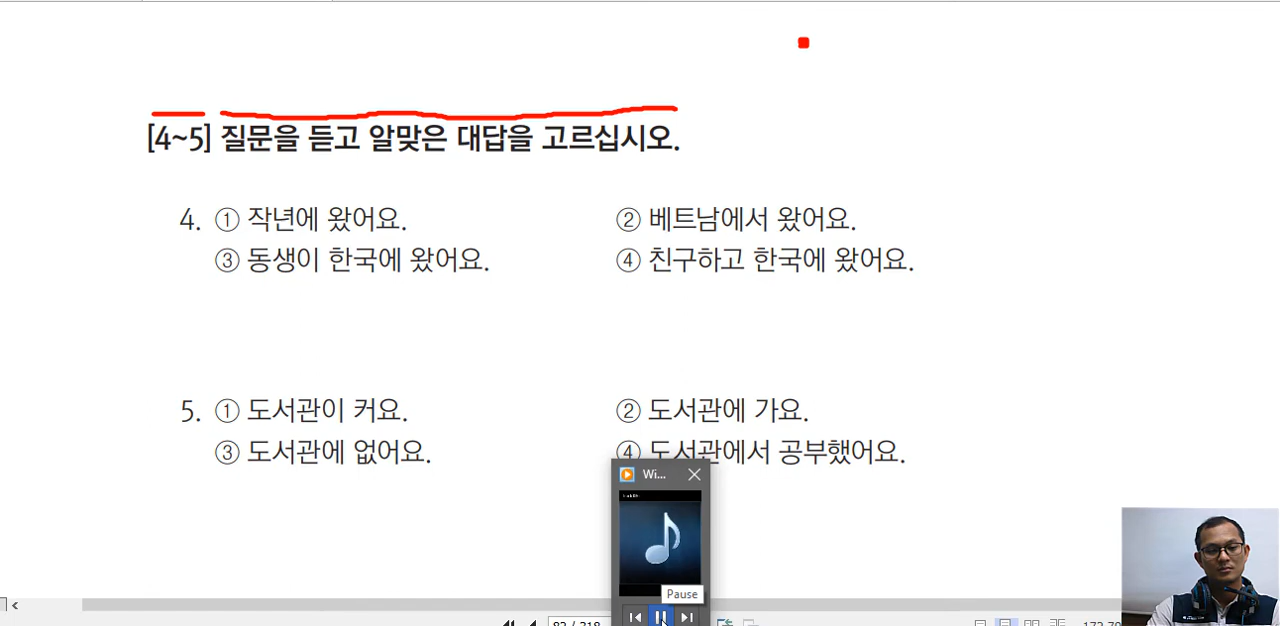 [4~5] 질문을 듣고 알맞은 대답을 고르십시오.
4. ① 작년에 왔어요. ② 베트남에서 왔어요.
③ 동생이 한국에 왔어요. ④ 친구하고 한국에 왔어요.
5. ① 도서관이 커요. ② 도서관에 가요.
③ 도서관에 없어요. ④ 도서관에서 공부했어요.
Wi...
Pause